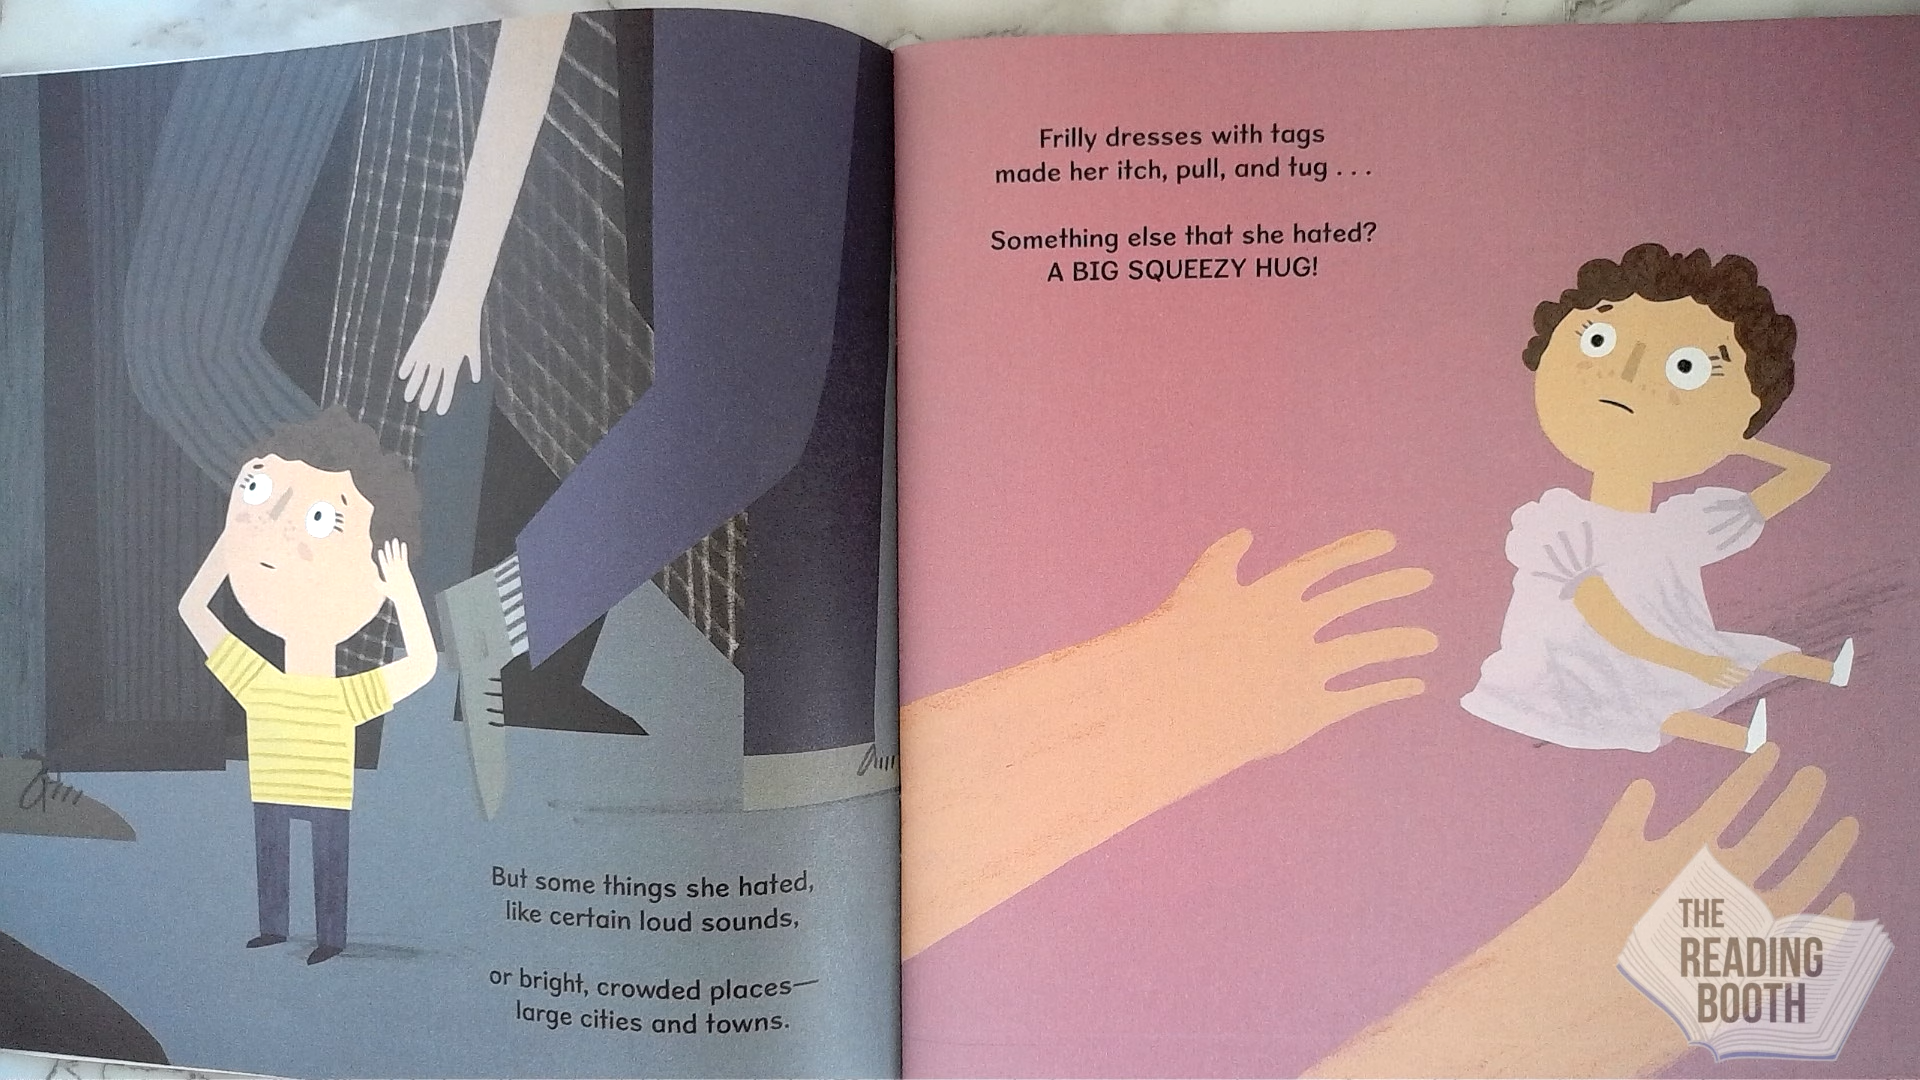 But some things she hated,
like certain loud sounds,
or bright, crowded places—
large cities and towns.
Frilly dresses with tags
made her itch, pull, and tug . . .
Something else that she hated?
A BIG SQUEEZY HUG!
THE
READING
BOOTH